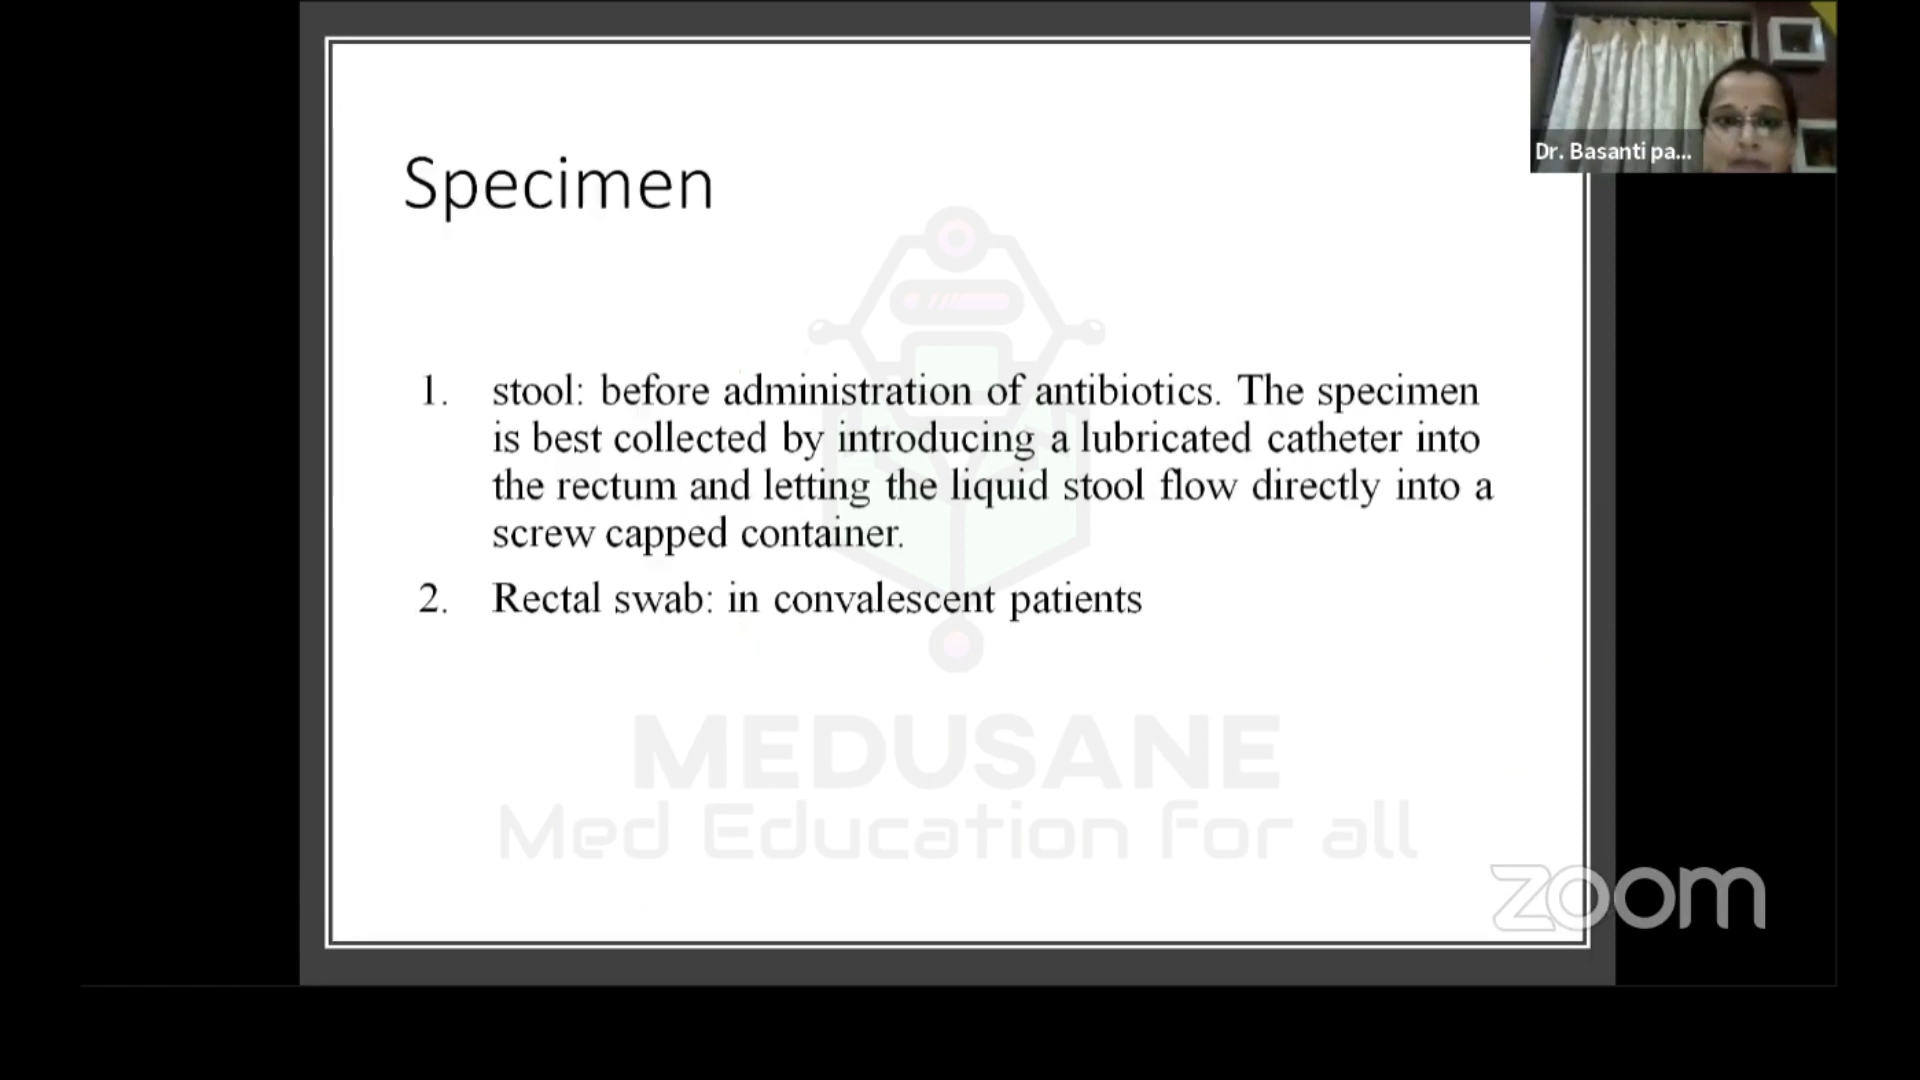 Dr. Basanti pa...
Specimen
1. stool: before administration of antibiotics. The specimen
is best collected by introducing a lubricated catheter into
the rectum and letting the liquid stool flow directly into a
screw capped container.
2. Rectal swab: in convalescent patients
MEDUSANE
Med Education for all
zoom